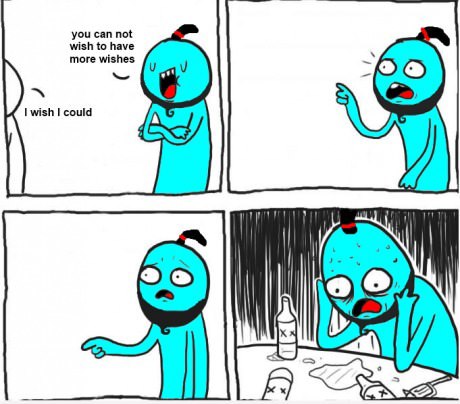 you can not
wish to have
more wishes
I wish I could
x x
x x
x x